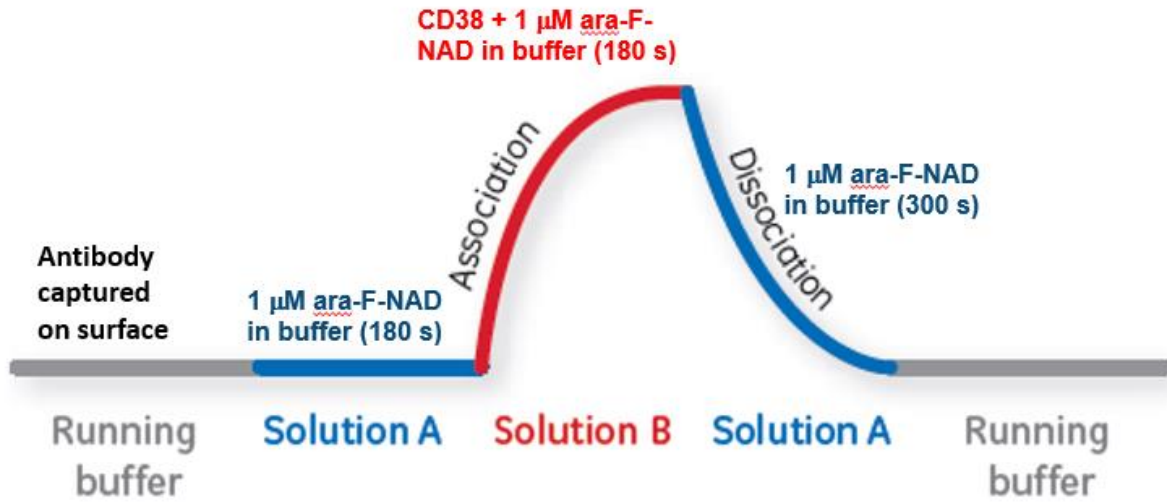 CD38 + 1 μM ara-F-
NAD in buffer (180 s)
Association
Dissociation
1 μM ara-F-NAD
in buffer (300 s)
Antibody
captured
on surface
1 μM ara-F-NAD
in buffer (180 s)
Running
buffer
Solution A
Solution B
Solution A
Running
buffer